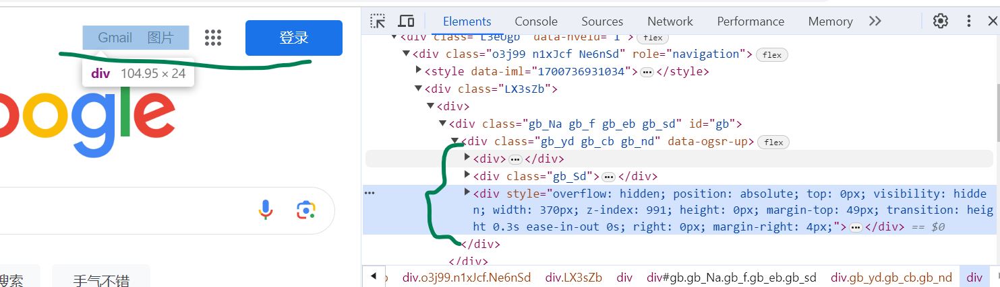 Gmail 图片
登录
div 104.95 × 24
oogle
搜索
手气不错
Elements Console Sources Network Performance Memory
<div class="L3eUgb" data-hveid="1"> flex
▼<div class="o3j99 n1xJcf Ne6nSd" role="navigation"> flex
▶<style data-iml="1700736931034"> ••• </style>
▼<div class="LX3sZb">
▼<div>
▼<div class="gb_Na gb_f gb_eb gb_sd" id="gb">
▼<div class="gb_yd gb_cb gb_nd" data-ogsr-up> flex
▶<div> ••• </div>
▶<div class="gb_Sd"> ••• </div>
••• ▶<div style="overflow: hidden; position: absolute; top: 0px; visibility: hidde
n; width: 370px; z-index: 991; height: 0px; margin-top: 49px; transition: heig
ht 0.3s ease-in-out 0s; right: 0px; margin-right: 4px;"> ••• </div> == $0
</div>
</div>
div.o3j99.n1xJcf.Ne6nSd div.LX3sZb div div#gb.gb_Na.gb_f.gb_eb.gb_sd div.gb_yd.gb_cb.gb_nd div